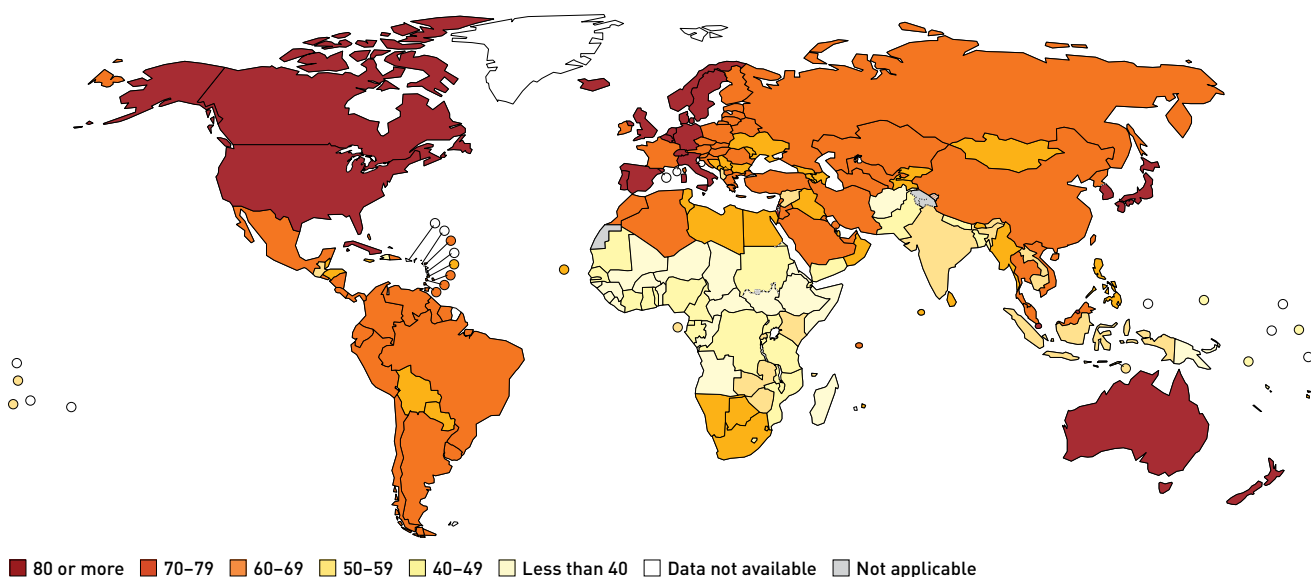 80 or more 70–79 60–69 50–59 40–49 Less than 40 Data not available Not applicable